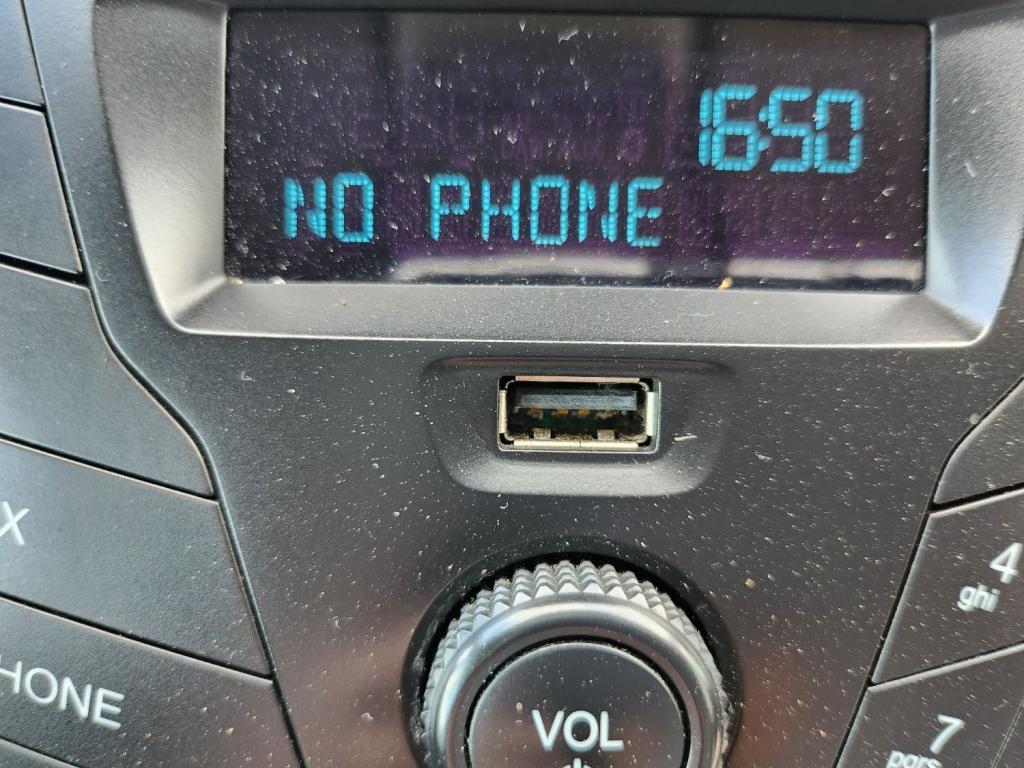 16:50
NO PHONE
X
4
ghi
HONE
VOL
7
pqrs